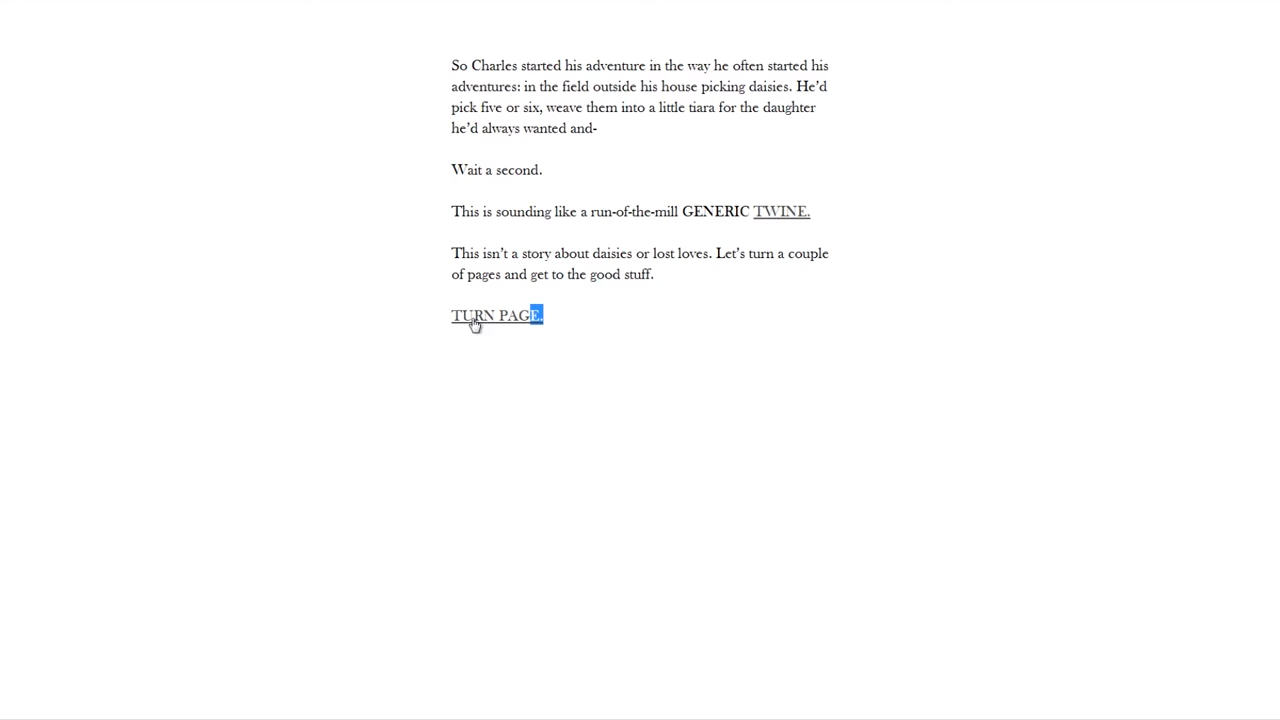 So Charles started his adventure in the way he often started his
adventures: in the field outside his house picking daisies. He’d
pick five or six, weave them into a little tiara for the daughter
he’d always wanted and-
Wait a second.
This is sounding like a run-of-the-mill GENERIC TWINE.
This isn’t a story about daisies or lost loves. Let’s turn a couple
of pages and get to the good stuff.
TURN PAGE.